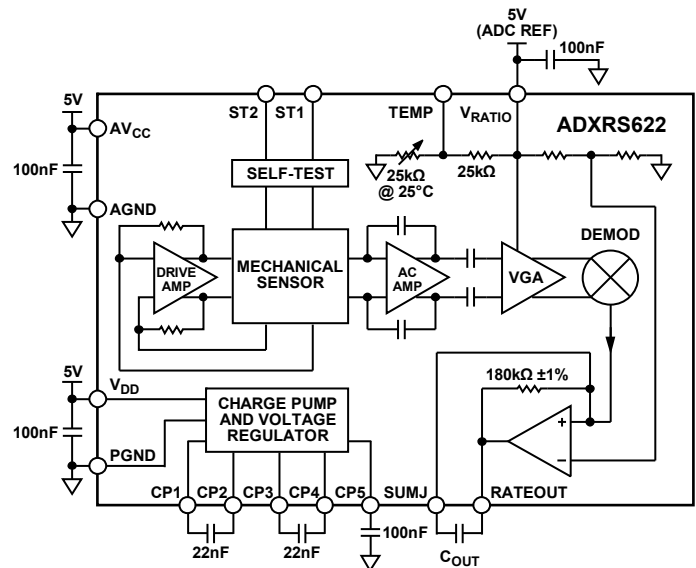 5V
(ADC REF)
100nF
5V
ST2
ST1
TEMP
VRATIO
ADXRS622
AVCC
100nF
25kΩ
@ 25°C
25kΩ
SELF-TEST
AGND
DEMOD
DRIVE
AMP
MECHANICAL
SENSOR
AC
AMP
VGA
5V
VDD
180kΩ ±1%
100nF
CHARGE PUMP
AND VOLTAGE
REGULATOR
+
–
PGND
CP1
CP2
CP3
CP4
CP5
SUMJ
RATEOUT
22nF
22nF
100nF
COUT